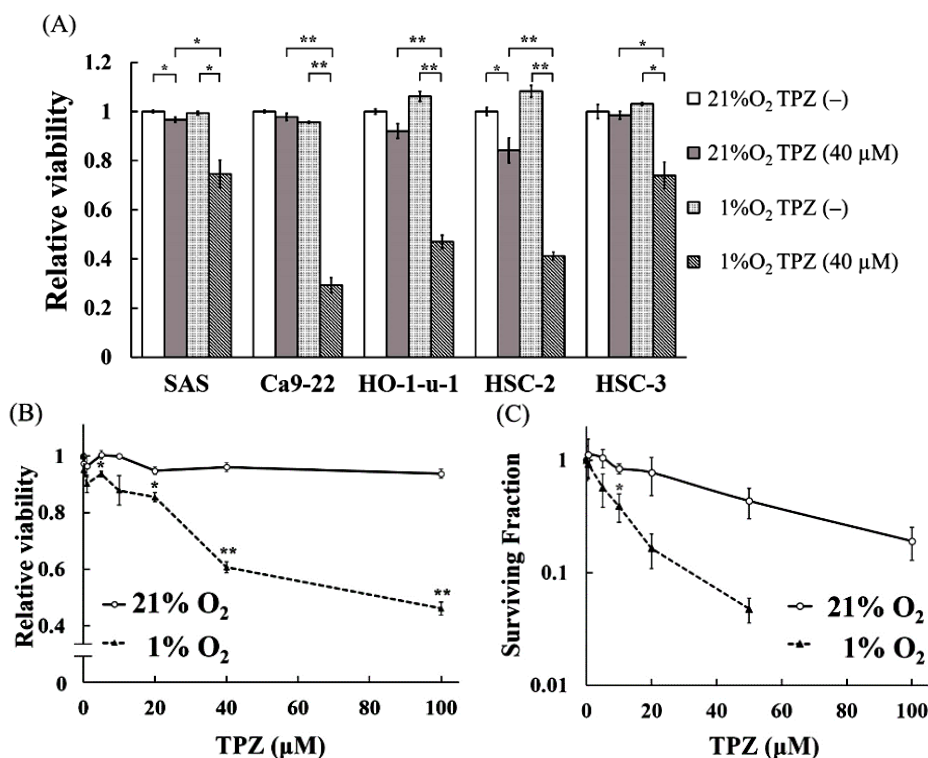 (A)
* ** ** ** *
* * ** ** * ** *
1.2
1
0.8
0.6
0.4
0.2
0
Relative viability
SAS Ca9-22 HO-1-u-1 HSC-2 HSC-3
21%O₂ TPZ (–)
21%O₂ TPZ (40 µM)
1%O₂ TPZ (–)
1%O₂ TPZ (40 µM)
(B)
1
0.8
0.6
0.4
0
Relative viability
* * ** **
21% O₂
1% O₂
0 20 40 60 80 100
TPZ (µM)
(C)
1
0.1
0.01
Surviving Fraction
*
21% O₂
1% O₂
0 20 40 60 80 100
TPZ (µM)